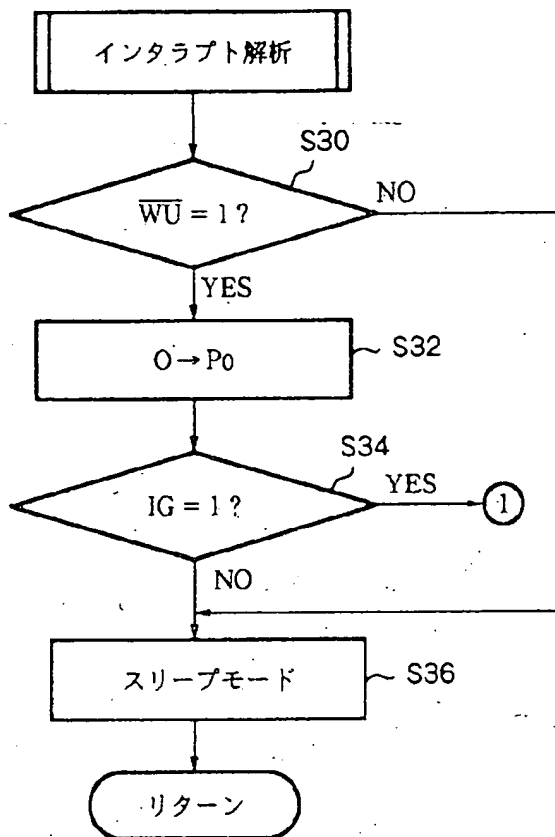 インタラプト解析
S30
W̅U̅ = 1 ?
NO
YES
O → P0
S32
S34
IG = 1 ?
YES
1
NO
スリープモード
S36
リターン